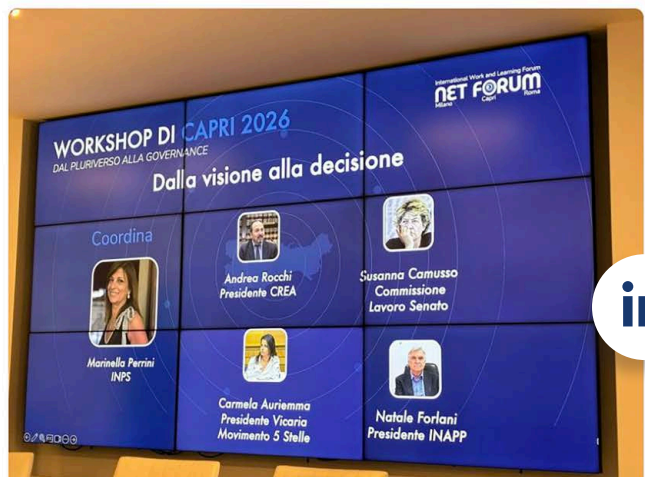 WORKSHOP DI CAPRI 2026
DAL PLURIVERSO ALLA GOVERNANCE
International Work and Learning Forum
NET FORUM
Milano Capri Roma
Dalla visione alla decisione
Coordina
Marinella Perrini
INPS
Andrea Rocchi
Presidente CREA
Susanna Camusso
Commissione
Lavoro Senato
Carmela Auriemma
Presidente Vicaria
Movimento 5 Stelle
Natale Forlani
Presidente INAPP
in